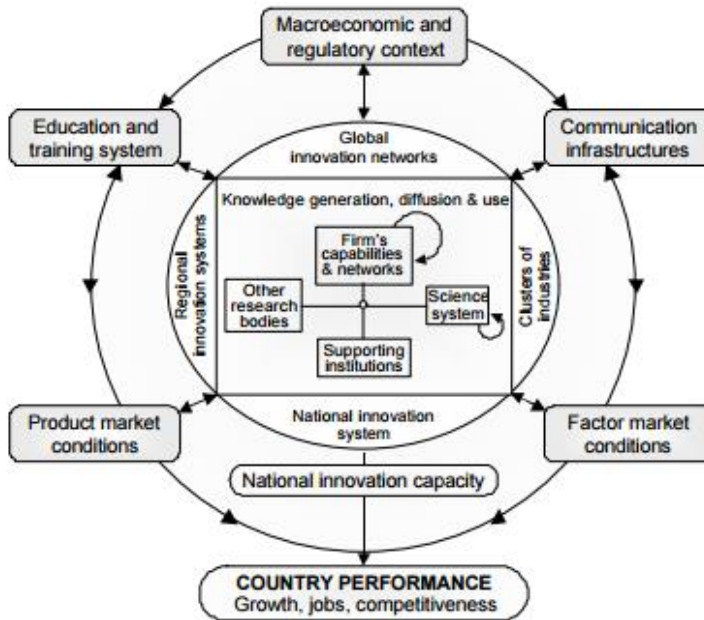 Macroeconomic and
regulatory context
Education and
training system
Communication
infrastructures
Global
innovation networks
Knowledge generation, diffusion & use
Regional
innovation systems
Clusters of
industries
Firm's
capabilities
& networks
Other
research
bodies
Science
system
Supporting
institutions
Product market
conditions
National innovation
system
Factor market
conditions
National innovation capacity
COUNTRY PERFORMANCE
Growth, jobs, competitiveness